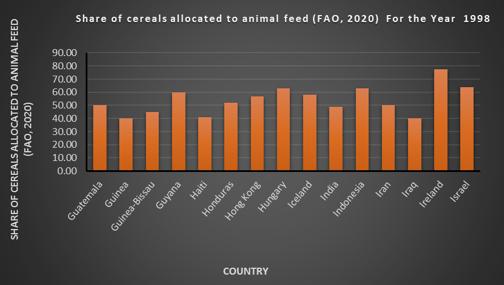 Share of cereals allocated to animal feed (FAO, 2020) For the Year 1998
SHARE OF CEREALS ALLOCATED TO ANIMAL FEED
(FAO, 2020)
90.00
80.00
70.00
60.00
50.00
40.00
30.00
20.00
10.00
0.00
Guatemala
Guinea
Guinea-Bissau
Guyana
Haiti
Honduras
Hong Kong
Hungary
Iceland
India
Indonesia
Iran
Iraq
Ireland
Israel
COUNTRY